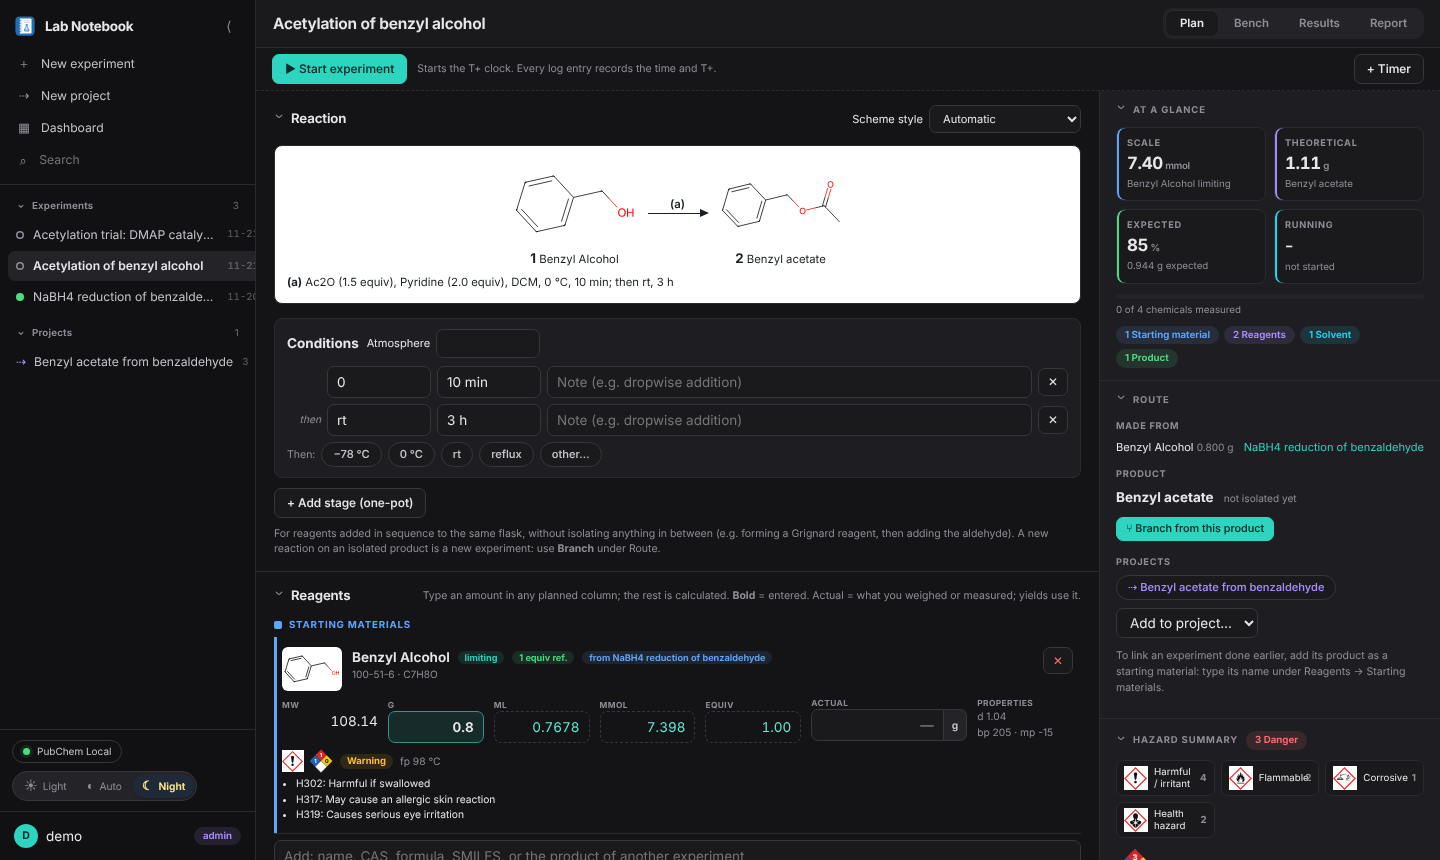 Lab Notebook
New experiment
New project
Dashboard
Search
Experiments 3
Acetylation trial: DMAP cataly...
Acetylation of benzyl alcohol
NaBH4 reduction of benzalde...
Projects 1
Benzyl acetate from benzaldehyde 3
PubChem Local
Light Auto Night
D demo admin
Acetylation of benzyl alcohol
Plan Bench Results Report
▶ Start experiment
Starts the T+ clock. Every log entry records the time and T+.
+ Timer
Reaction
Scheme style Automatic
OH
(a)
O
O
1 Benzyl Alcohol
2 Benzyl acetate
(a) Ac2O (1.5 equiv), Pyridine (2.0 equiv), DCM, 0 °C, 10 min; then rt, 3 h
Conditions Atmosphere
0 10 min Note (e.g. dropwise addition) ✕
then rt 3 h Note (e.g. dropwise addition) ✕
Then: −78 °C 0 °C rt reflux other...
+ Add stage (one-pot)
For reagents added in sequence to the same flask, without isolating anything in between (e.g. forming a Grignard reagent, then adding the aldehyde). A new
reaction on an isolated product is a new experiment: use Branch under Route.
Reagents
Type an amount in any planned column; the rest is calculated. Bold = entered. Actual = what you weighed or measured; yields use it.
STARTING MATERIALS
Benzyl Alcohol limiting 1 equiv ref. from NaBH4 reduction of benzaldehyde
100-51-6 · C7H8O
✕
MW G ML MMOL EQUIV ACTUAL PROPERTIES
108.14 0.8 0.7678 7.398 1.00 — g
d 1.04
bp 205 · mp -15
Warning fp 98 °C
• H302: Harmful if swallowed
• H317: May cause an allergic skin reaction
• H319: Causes serious eye irritation
Add: name, CAS, formula, SMILES, or the product of another experiment
AT A GLANCE
SCALE
7.40 mmol
Benzyl Alcohol limiting
THEORETICAL
1.11 g
Benzyl acetate
EXPECTED
85 %
0.944 g expected
RUNNING
–
not started
0 of 4 chemicals measured
1 Starting material 2 Reagents 1 Solvent
1 Product
ROUTE
MADE FROM
Benzyl Alcohol 0.800 g NaBH4 reduction of benzaldehyde
PRODUCT
Benzyl acetate not isolated yet
Branch from this product
PROJECTS
⇢ Benzyl acetate from benzaldehyde
Add to project...
To link an experiment done earlier, add its product as a
starting material: type its name under Reagents → Starting
materials.
HAZARD SUMMARY 3 Danger
Harmful
/ irritant 4
Flammable 2
Corrosive 1
Health
hazard 2
3